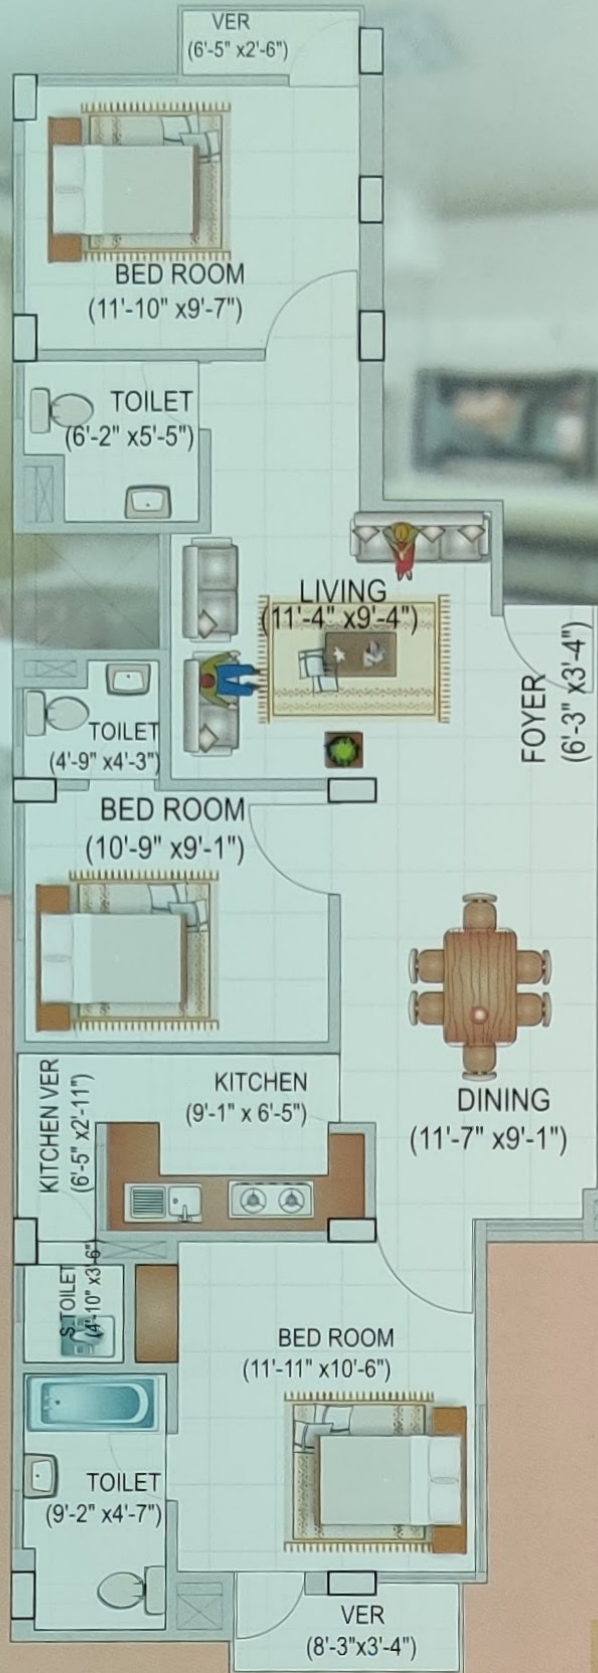 VER
(6'-5" x2'-6")
BED ROOM
(11'-10" x9'-7")
TOILET
(6'-2" x5'-5")
LIVING
(11'-4" x9'-4")
FOYER
(6'-3" x3'-4")
TOILET
(4'-9" x4'-3")
BED ROOM
(10'-9" x9'-1")
KITCHEN VER
(6'-5" x2'-11")
KITCHEN
(9'-1" x 6'-5")
DINING
(11'-7" x9'-1")
S.TOILET
(4'-10" x3'-6")
BED ROOM
(11'-11" x10'-6")
TOILET
(9'-2" x4'-7")
VER
(8'-3"x3'-4")